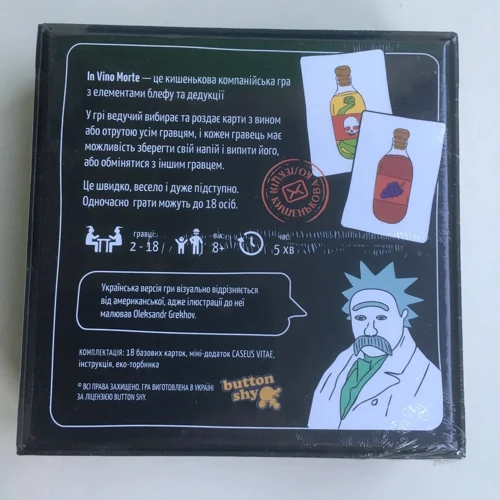 In Vino Morte — це кишенькова компанійська гра
з елементами блефу та дедукції
У грі ведучий вибирає та роздає карти з вином
або отрутою усім гравцям, і кожен гравець має
можливість зберегти свій напій і випити його,
або обмінятися з іншим гравцем.
Це швидко, весело і дуже підступно.
Одночасно грати можуть до 18 осіб.
КИШЕНЬКОВА КОЛЕКЦІЯ
гравці:
2 - 18
вік:
8+
час:
5 хв
Українська версія гри візуально відрізняється
від американської, адже ілюстрації до неї
малював Oleksandr Grekhov.
КОМПЛЕКТАЦІЯ: 18 базових карток, міні-додаток CASEUS VITAE,
інструкція, еко-торбинка
© ВСІ ПРАВА ЗАХИЩЕНО. ГРА ВИГОТОВЛЕНА В УКРАЇНІ
ЗА ЛІЦЕНЗІЄЮ BUTTON SHY.
button
shy